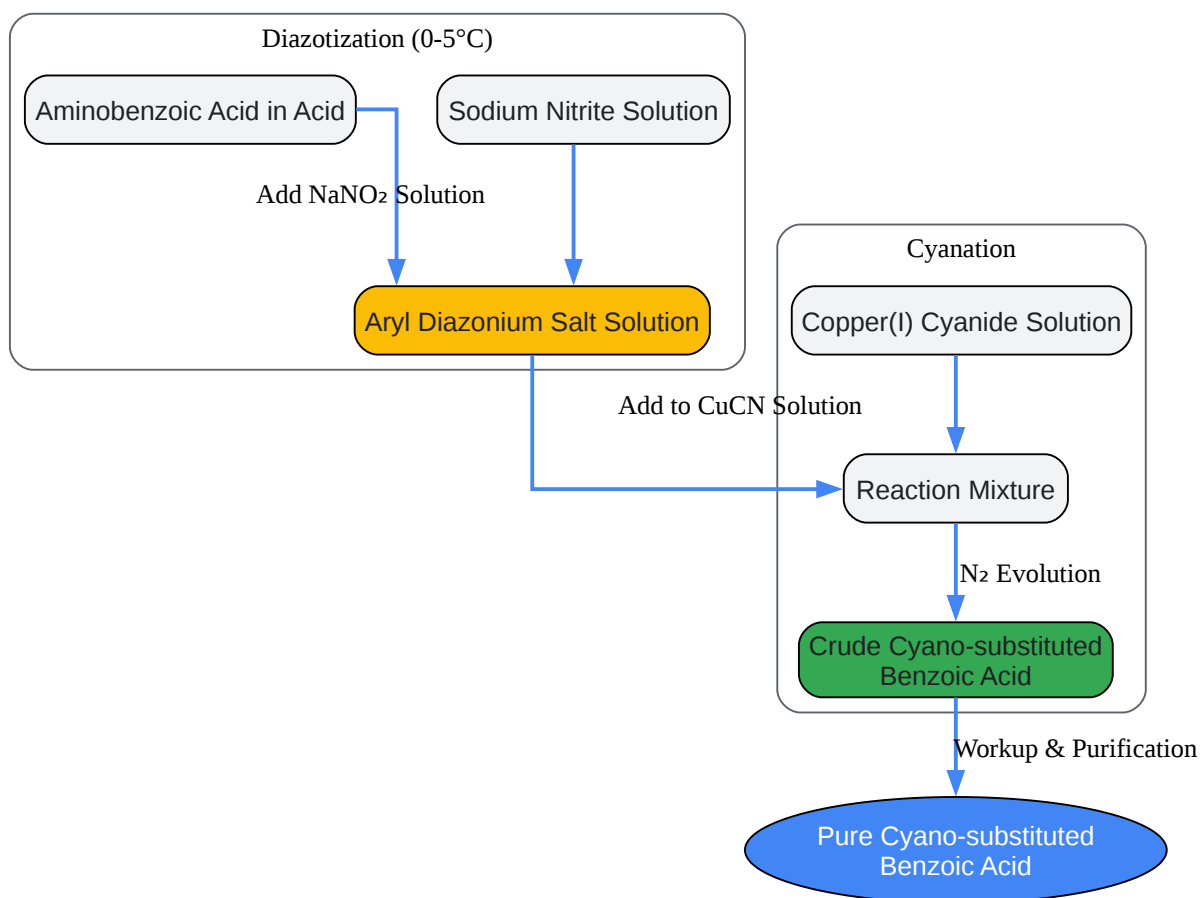 Diazotization (0-5°C)
Aminobenzoic Acid in Acid
Sodium Nitrite Solution
Add NaNO₂ Solution
Aryl Diazonium Salt Solution
Cyanation
Copper(I) Cyanide Solution
Add to CuCN Solution
Reaction Mixture
N₂ Evolution
Crude Cyano-substituted
Benzoic Acid
Workup & Purification
Pure Cyano-substituted
Benzoic Acid